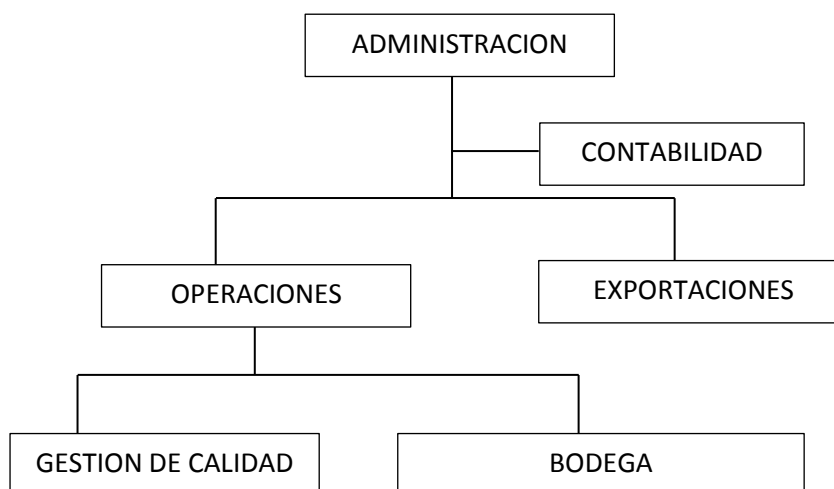 ADMINISTRACION
CONTABILIDAD
OPERACIONES
EXPORTACIONES
GESTION DE CALIDAD
BODEGA